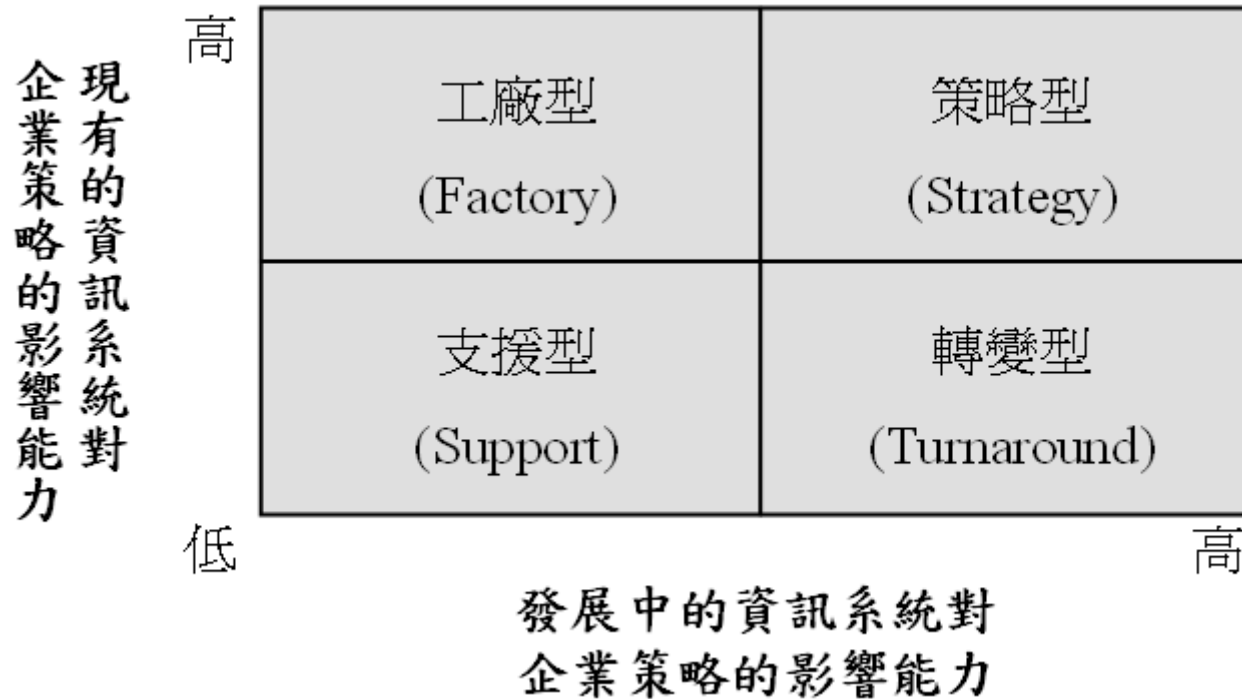 高
現有的資訊系統對
企業策略的影響能力
工廠型
(Factory)
策略型
(Strategy)
支援型
(Support)
轉變型
(Turnaround)
低
高
發展中的資訊系統對
企業策略的影響能力